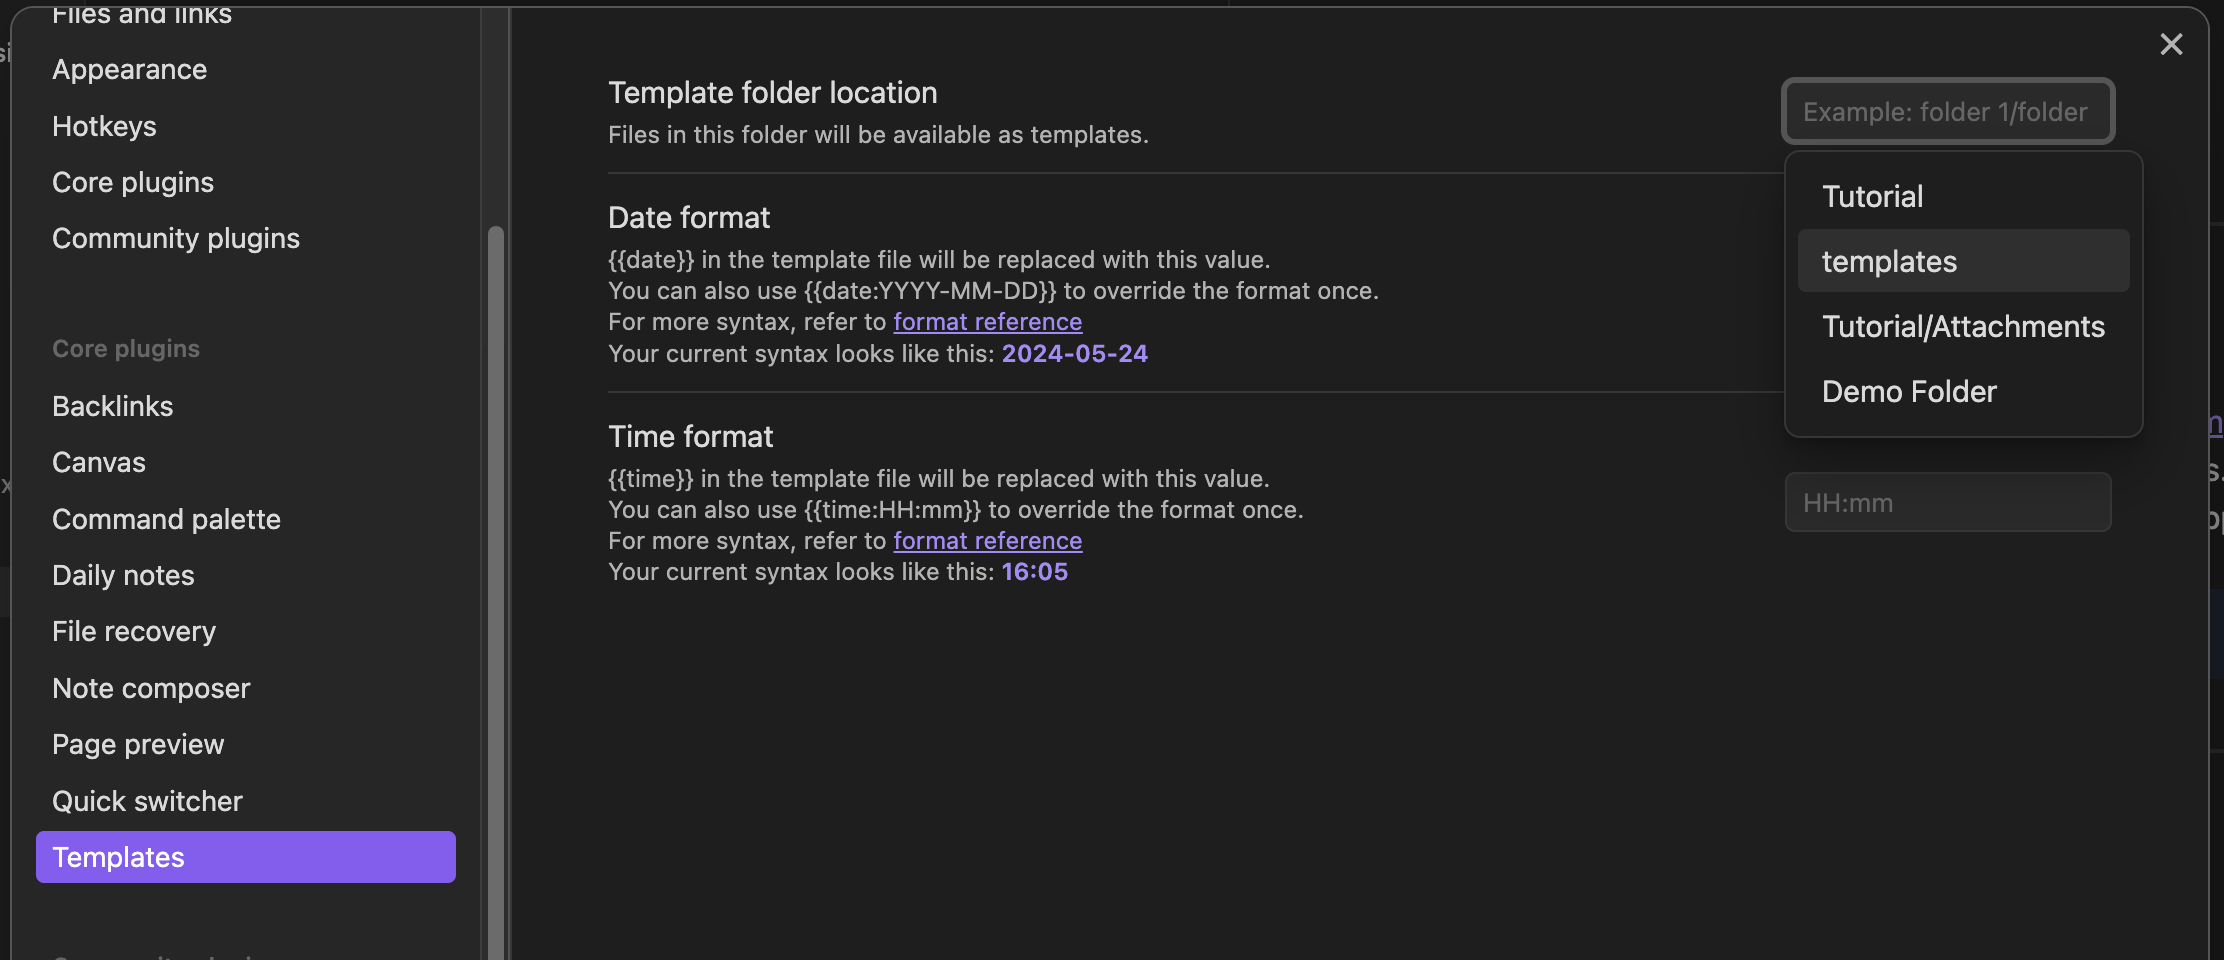 Files and links
Appearance
Hotkeys
Core plugins
Community plugins
Core plugins
Backlinks
Canvas
Command palette
Daily notes
File recovery
Note composer
Page preview
Quick switcher
Templates
Template folder location
Files in this folder will be available as templates.
Example: folder 1/folder
Tutorial
templates
Tutorial/Attachments
Demo Folder
Date format
{{date}} in the template file will be replaced with this value.
You can also use {{date:YYYY-MM-DD}} to override the format once.
For more syntax, refer to format reference
Your current syntax looks like this: 2024-05-24
Time format
{{time}} in the template file will be replaced with this value.
You can also use {{time:HH:mm}} to override the format once.
For more syntax, refer to format reference
Your current syntax looks like this: 16:05
HH:mm